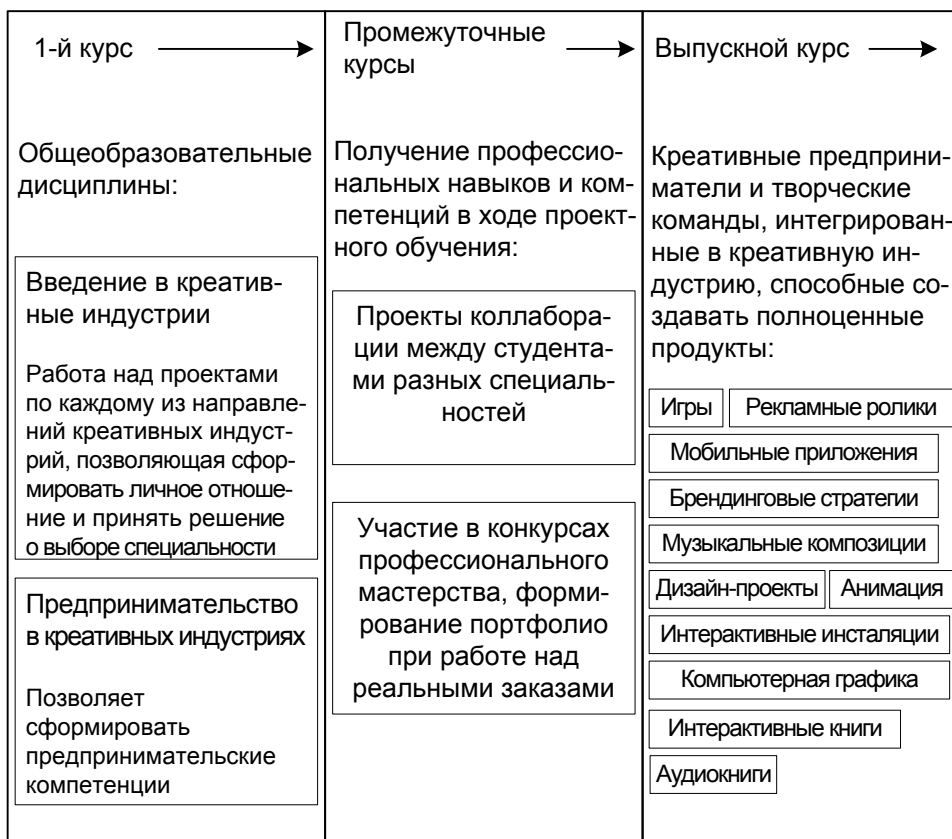 1-й курс
Общеобразовательные
дисциплины:
Введение в креатив-
ные индустрии
Работа над проектами
по каждому из направле-
ний креативных индуст-
рий, позволяющая сфор-
мировать личное отноше-
ние и принять решение
о выборе специальности
Предпринимательство
в креативных индустриях
Позволяет
сформировать
предпринимательские
компетенции
Промежуточные
курсы
Получение профессио-
нальных навыков и ком-
петенций в ходе проект-
ного обучения:
Проекты коллабора-
ции между студента-
ми разных специаль-
ностей
Участие в конкурсах
профессионального
мастерства, форми-
рование портфолио
при работе над
реальными заказами
Выпускной курс
Креативные предприни-
матели и творческие
команды, интегрирован-
ные в креативную ин-
дустрию, способные со-
здавать полноценные
продукты:
Игры Рекламные ролики
Мобильные приложения
Брендинговые стратегии
Музыкальные композиции
Дизайн-проекты Анимация
Интерактивные инсталяции
Компьютерная графика
Интерактивные книги
Аудиокниги